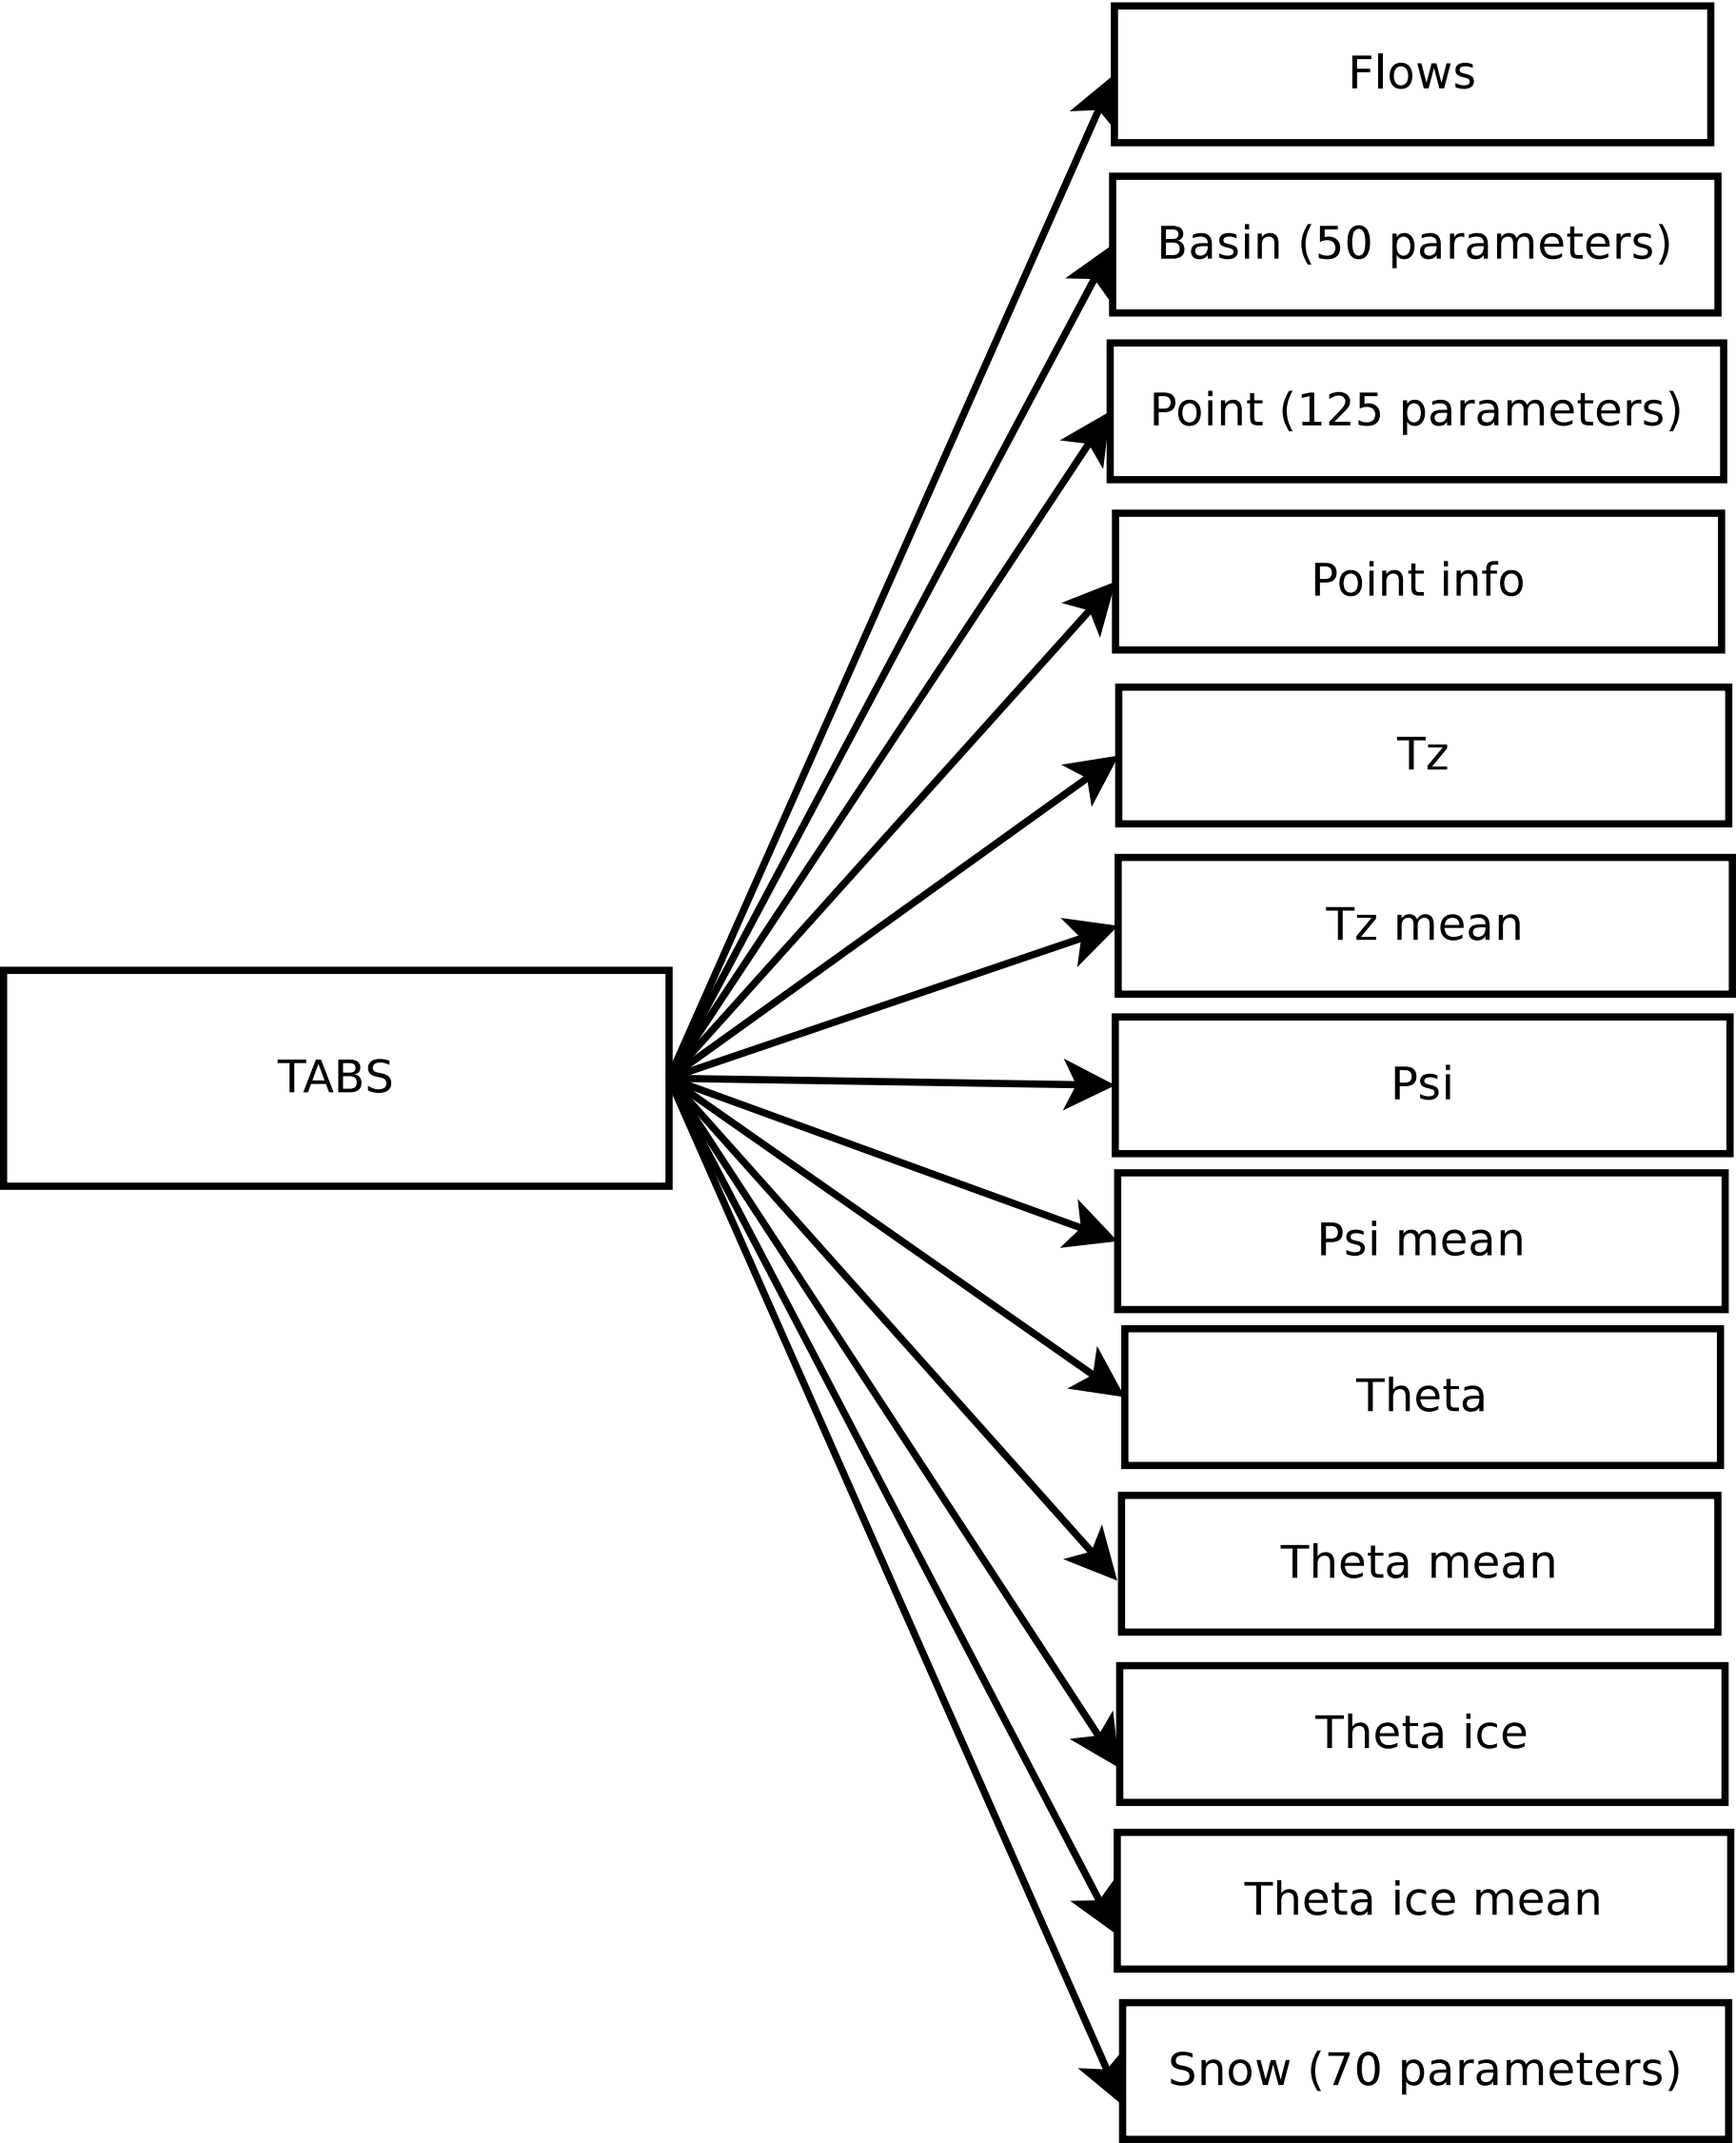 Flows
Basin (50 parameters)
Point (125 parameters)
Point info
Tz
Tz mean
TABS
Psi
Psi mean
Theta
Theta mean
Theta ice
Theta ice mean
Snow (70 parameters)